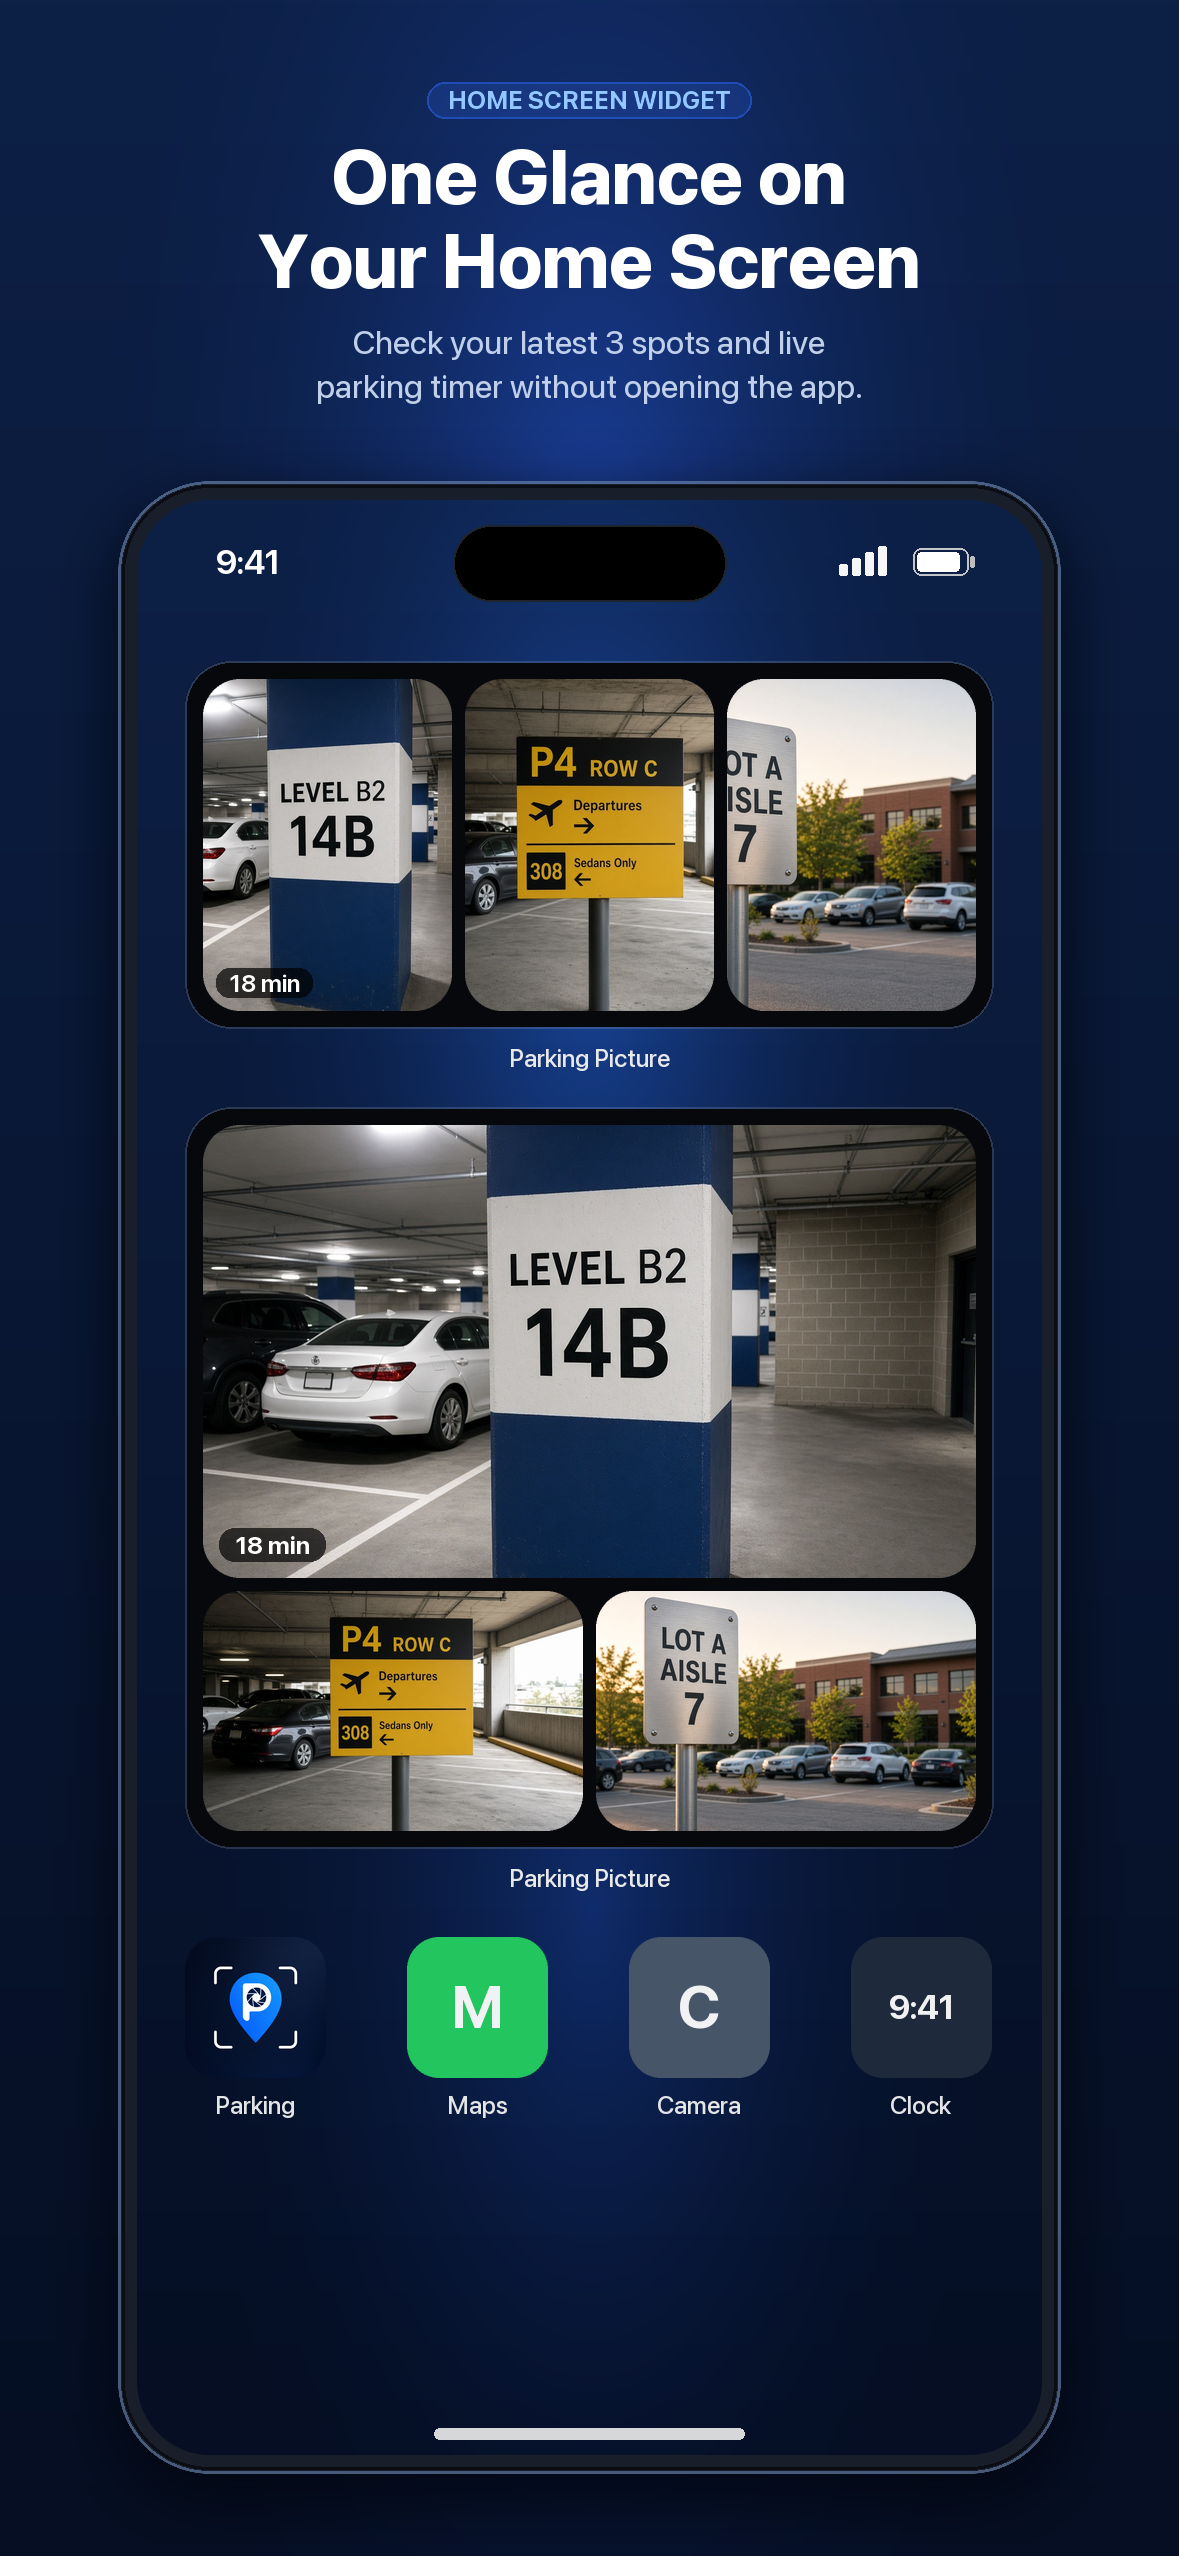 HOME SCREEN WIDGET
One Glance on
Your Home Screen
Check your latest 3 spots and live
parking timer without opening the app.
9:41
LEVEL B2
14B
18 min
P4 ROW C
Departures
308 Sedans Only
OT A
ISLE
7
Parking Picture
LEVEL B2
14B
18 min
P4 ROW C
Departures
308 Sedans Only
LOT A
AISLE
7
Parking Picture
P
M
C
9:41
Parking
Maps
Camera
Clock